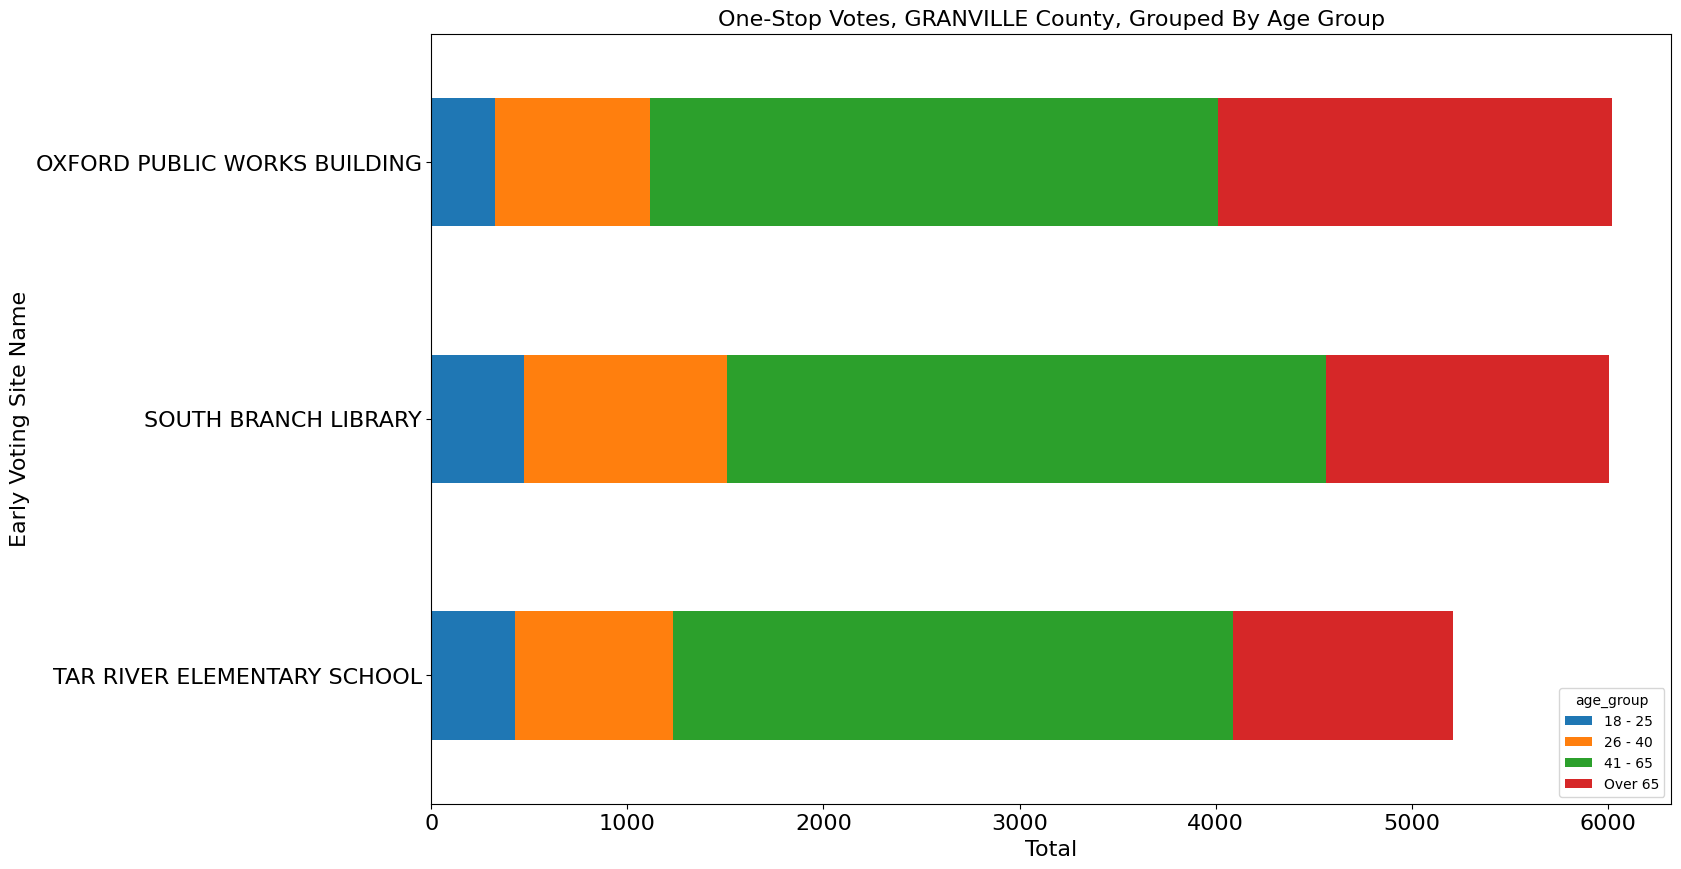 One-Stop Votes, GRANVILLE County, Grouped By Age Group
Early Voting Site Name
OXFORD PUBLIC WORKS BUILDING
SOUTH BRANCH LIBRARY
TAR RIVER ELEMENTARY SCHOOL
age_group
18 - 25
26 - 40
41 - 65
Over 65
0 1000 2000 3000 4000 5000 6000
Total